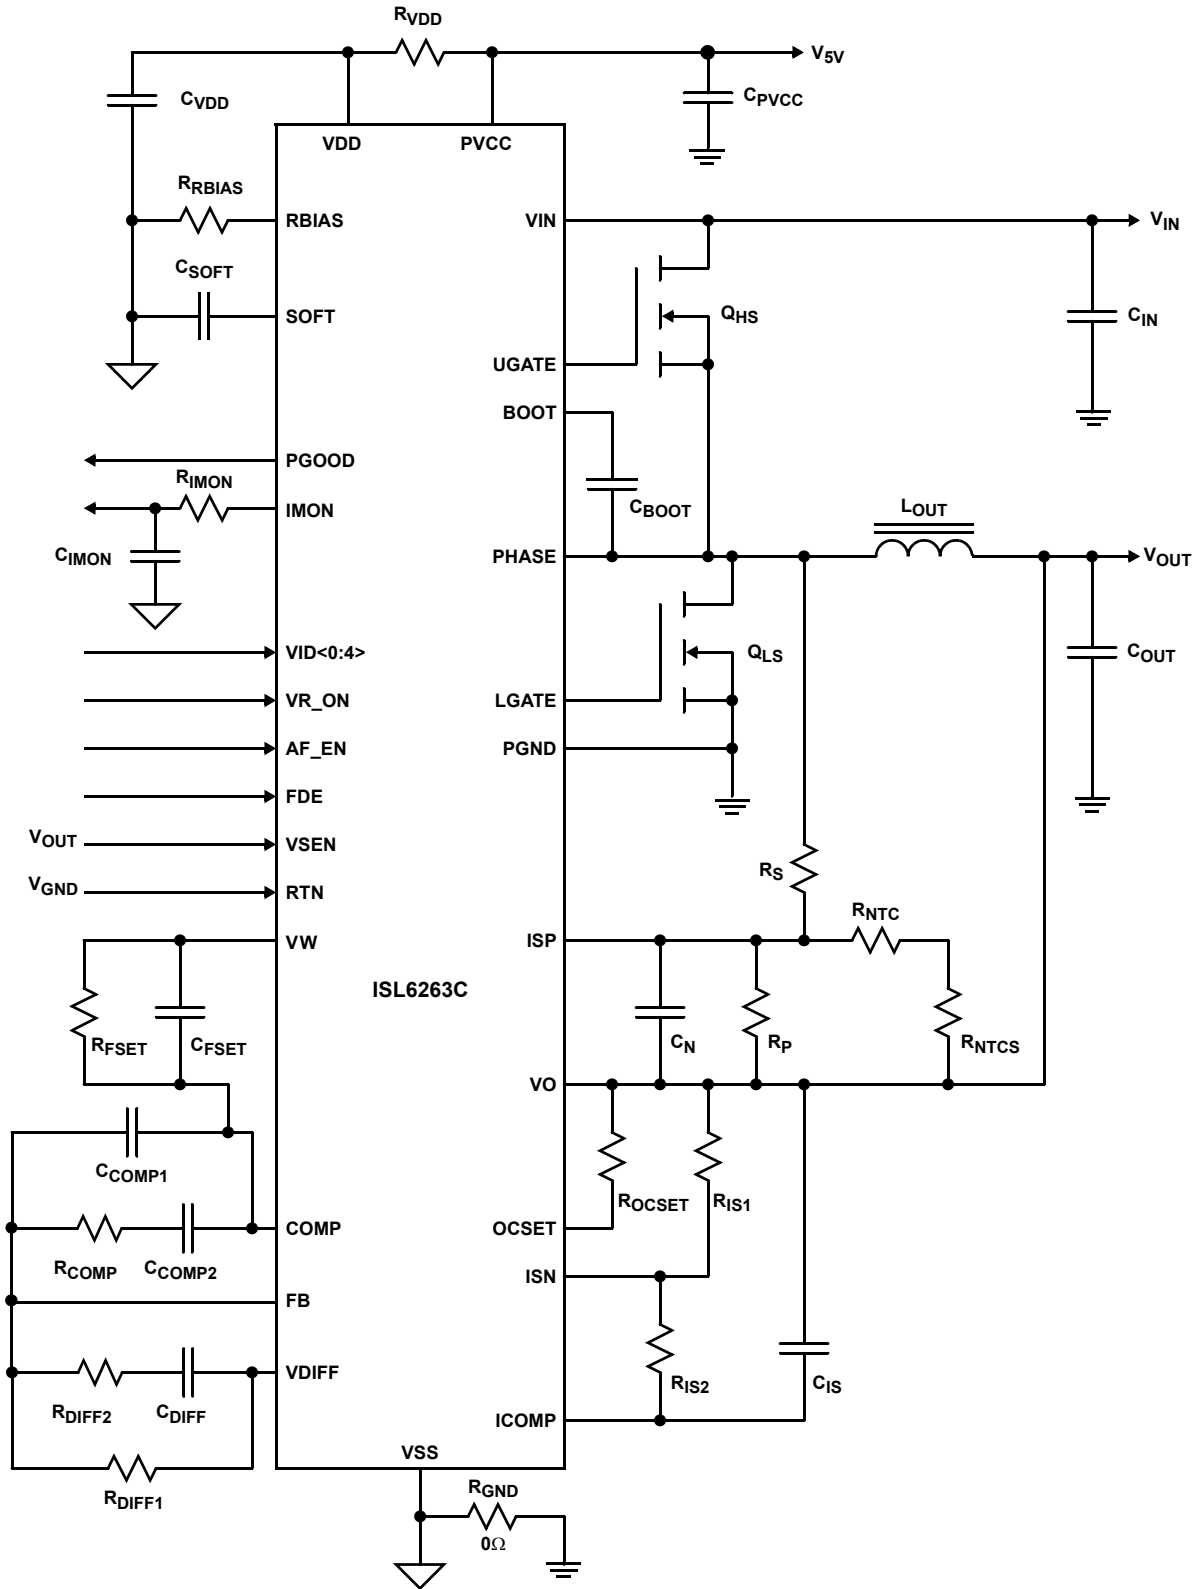 RVDD
V5V
CVDD
CPVCC
VDD
PVCC
RRBIAS
RBIAS
VIN
VIN
CSOFT
SOFT
QHS
CIN
UGATE
BOOT
PGOOD
RIMON
IMON
CBOOT
LOUT
CIMON
PHASE
VOUT
VID<0:4>
QLS
COUT
VR_ON
LGATE
AF_EN
PGND
FDE
VOUT
VSEN
VGND
RTN
RS
RNTC
VW
ISP
ISL6263C
RFSET
CFSET
CN
RP
RNTCS
VO
CCOMP1
ROCSET
RIS1
COMP
OCSET
RCOMP
CCOMP2
ISN
FB
VDIFF
RIS2
CIS
RDIFF2
CDIFF
ICOMP
VSS
RDIFF1
RGND
0Ω